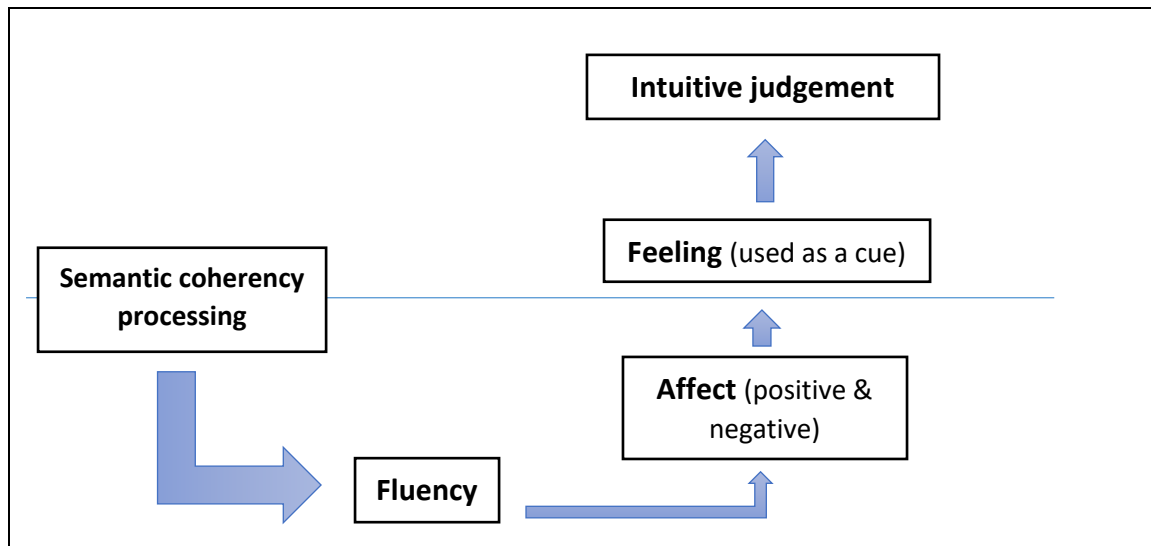 Intuitive judgement
Feeling (used as a cue)
Semantic coherency
processing
Affect (positive &
negative)
Fluency